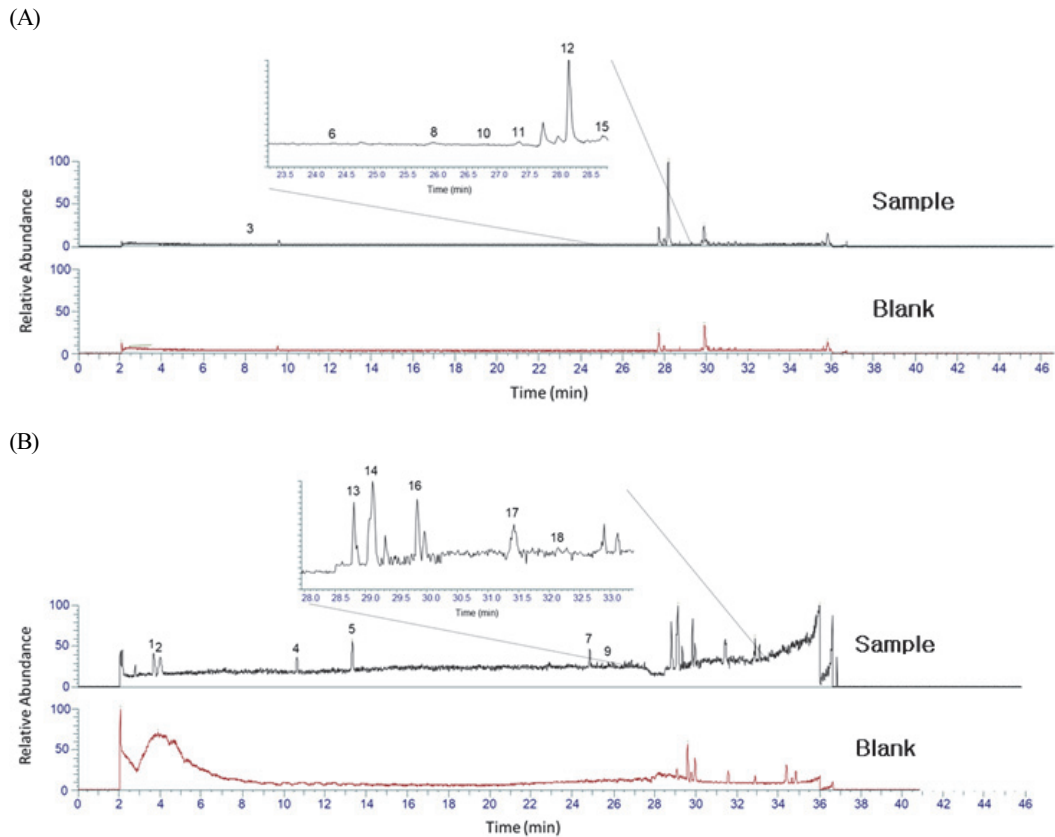 (A)
12
6 8 10 11 15
23.5 24.0 24.5 25.0 25.5 26.0 26.5 27.0 27.5 28.0 28.5
Time (min)
Relative Abundance
100
50
0
3
Sample
100
50
0
Blank
0 2 4 6 8 10 12 14 16 18 20 22 24 26 28 30 32 34 36 38 40 42 44 46
Time (min)
(B)
13 14 16 17 18
28.0 28.5 29.0 29.5 30.0 30.5 31.0 31.5 32.0 32.5 33.0
Time (min)
Relative Abundance
100
50
0
1 2 4 5 7 9
Sample
100
50
0
Blank
0 2 4 6 8 10 12 14 16 18 20 22 24 26 28 30 32 34 36 38 40 42 44 46
Time (min)